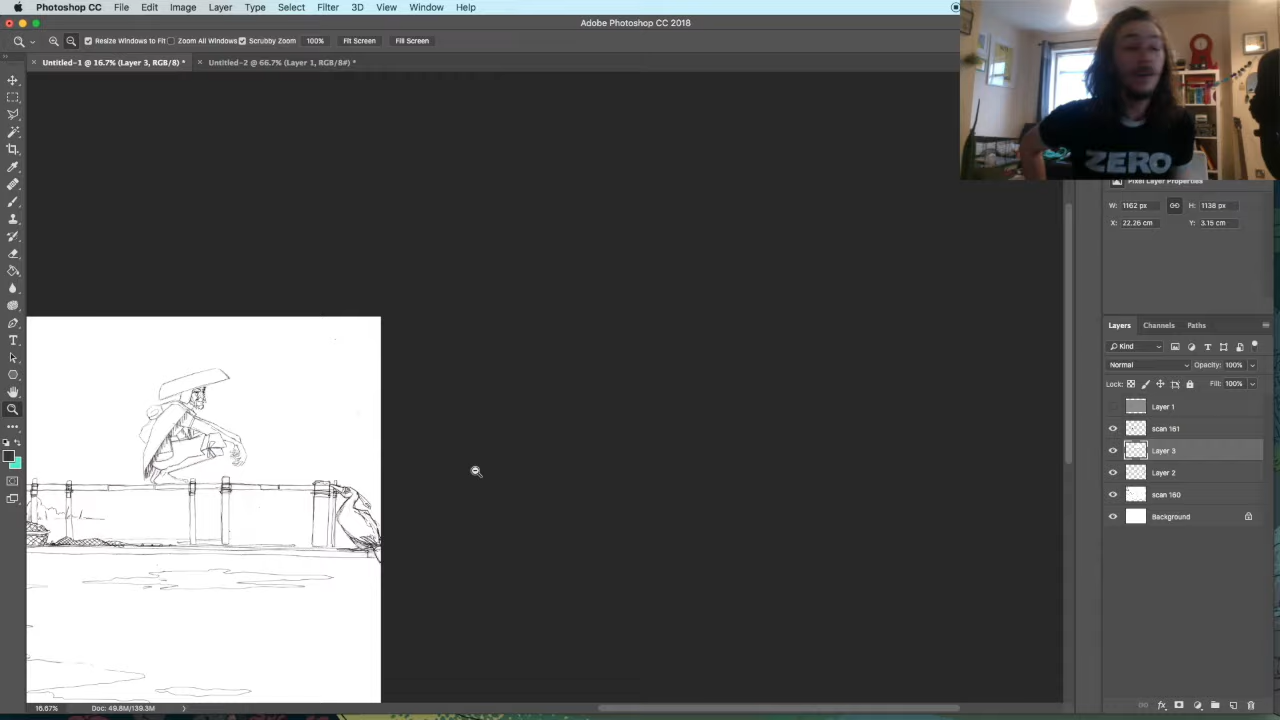 Photoshop CC File Edit Image Layer Type Select Filter 3D View Window Help
Adobe Photoshop CC 2018
Resize Windows to Fit Zoom All Windows Scrubby Zoom 100% Fit Screen Fill Screen
Untitled-1 @ 16.7% (Layer 3, RGB/8) * Untitled-2 @ 66.7% (Layer 1, RGB/8#) *
ZERO
Pixel Layer Properties
W: 1162 px H: 1138 px
X: 22.26 cm Y: 3.15 cm
Layers Channels Paths
Kind
Normal Opacity: 100%
Lock: Fill: 100%
Layer 1
scan 161
Layer 3
Layer 2
scan 160
Background
16.67% Doc: 49.8M/139.3M